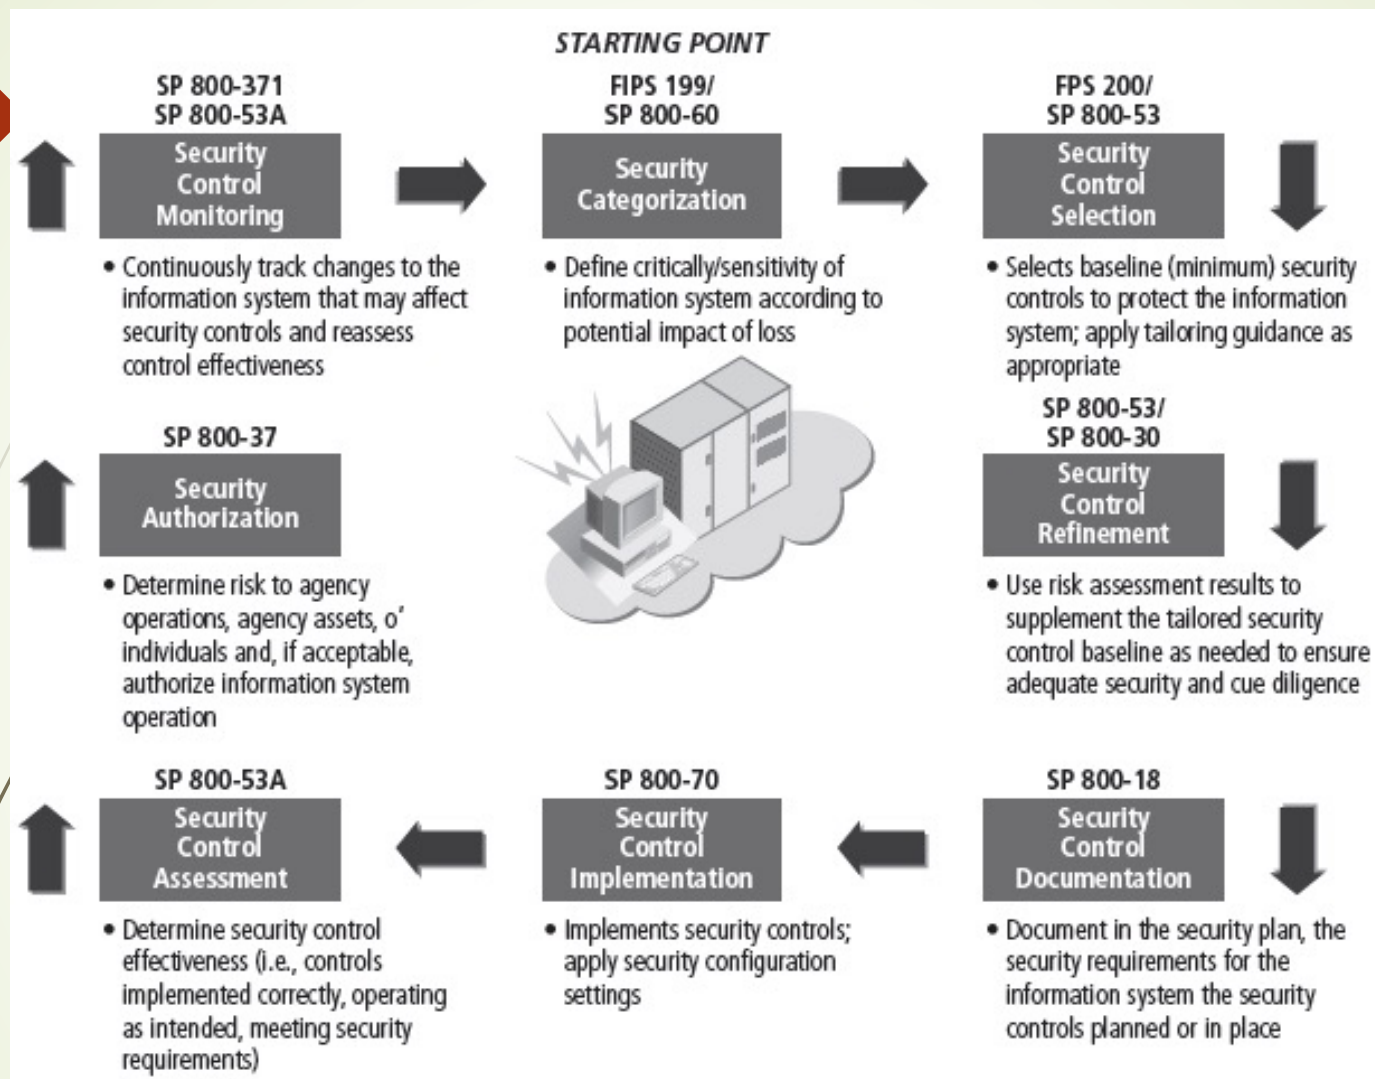 STARTING POINT
SP 800-371
SP 800-53A
Security
Control
Monitoring
• Continuously track changes to the
information system that may affect
security controls and reassess
control effectiveness
FIPS 199/
SP 800-60
Security
Categorization
• Define critically/sensitivity of
information system according to
potential impact of loss
FPS 200/
SP 800-53
Security
Control
Selection
• Selects baseline (minimum) security
controls to protect the information
system; apply tailoring guidance as
appropriate
SP 800-37
Security
Authorization
• Determine risk to agency
operations, agency assets, o'
individuals and, if acceptable,
authorize information system
operation
SP 800-53/
SP 800-30
Security
Control
Refinement
• Use risk assessment results to
supplement the tailored security
control baseline as needed to ensure
adequate security and cue diligence
SP 800-53A
Security
Control
Assessment
• Determine security control
effectiveness (i.e., controls
implemented correctly, operating
as intended, meeting security
requirements)
SP 800-70
Security
Control
Implementation
• Implements security controls;
apply security configuration
settings
SP 800-18
Security
Control
Documentation
• Document in the security plan, the
security requirements for the
information system the security
controls planned or in place